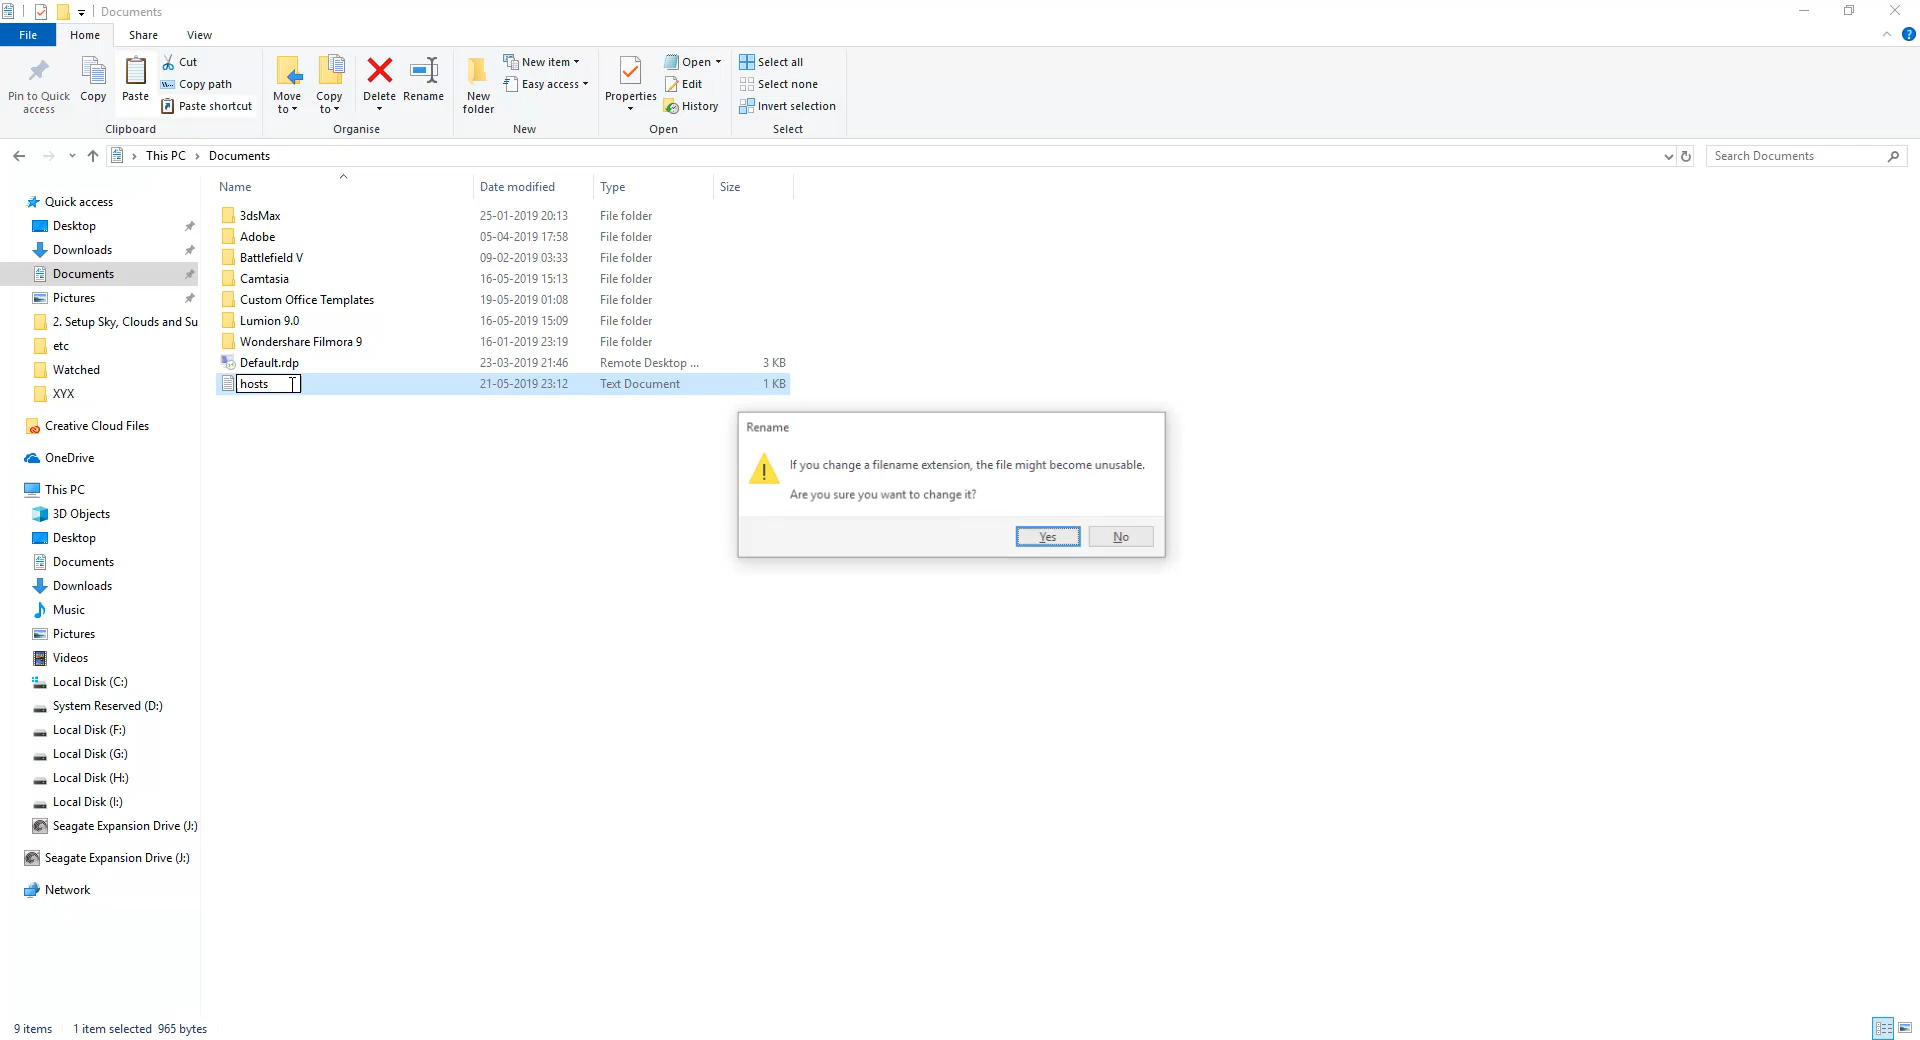 Documents
File
Home
Share
View
Pin to Quick
access
Copy
Paste
Cut
Copy path
Paste shortcut
Clipboard
Move
to
Copy
to
Delete
Rename
Organise
New
folder
New item
Easy access
New
Properties
Open
Edit
History
Open
Select all
Select none
Invert selection
Select
This PC > Documents
Search Documents
Name
Date modified
Type
Size
3dsMax 25-01-2019 20:13 File folder
Adobe 05-04-2019 17:58 File folder
Battlefield V 09-02-2019 03:33 File folder
Camtasia 16-05-2019 15:13 File folder
Custom Office Templates 19-05-2019 01:08 File folder
Lumion 9.0 16-05-2019 15:09 File folder
Wondershare Filmora 9 16-01-2019 23:19 File folder
Default.rdp 23-03-2019 21:46 Remote Desktop ... 3 KB
hosts 21-05-2019 23:12 Text Document 1 KB
Quick access
Desktop
Downloads
Documents
Pictures
2. Setup Sky, Clouds and Su
etc
Watched
XYX
Creative Cloud Files
OneDrive
This PC
3D Objects
Desktop
Documents
Downloads
Music
Pictures
Videos
Local Disk (C:)
System Reserved (D:)
Local Disk (F:)
Local Disk (G:)
Local Disk (H:)
Local Disk (I:)
Seagate Expansion Drive (J:)
Seagate Expansion Drive (J:)
Network
Rename
If you change a filename extension, the file might become unusable.
Are you sure you want to change it?
Yes
No
9 items
1 item selected 965 bytes